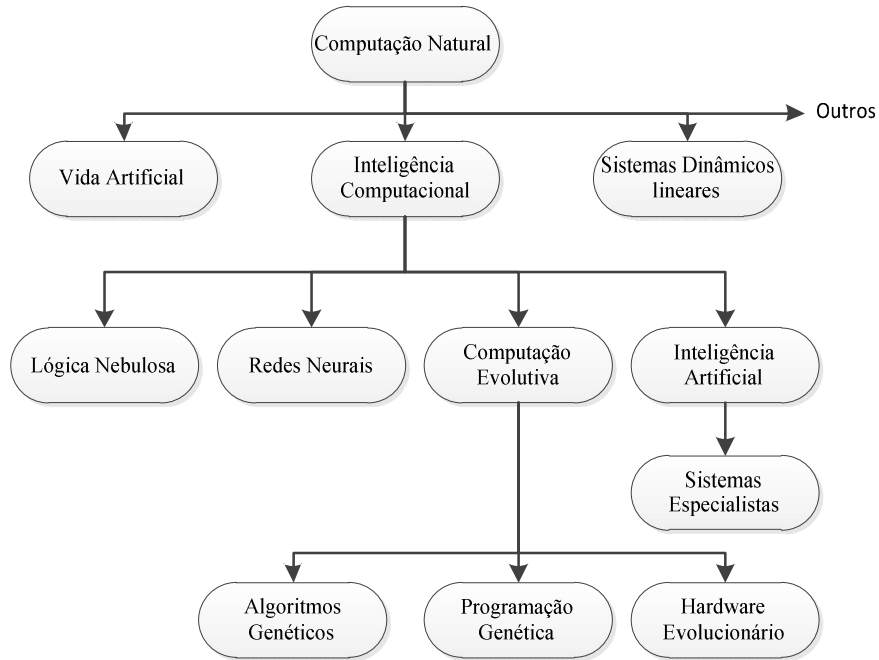 Computação Natural
Outros
Vida Artificial
Inteligência
Computacional
Sistemas Dinâmicos
lineares
Lógica Nebulosa
Redes Neurais
Computação
Evolutiva
Inteligência
Artificial
Sistemas
Especialistas
Algoritmos
Genéticos
Programação
Genética
Hardware
Evolucionário